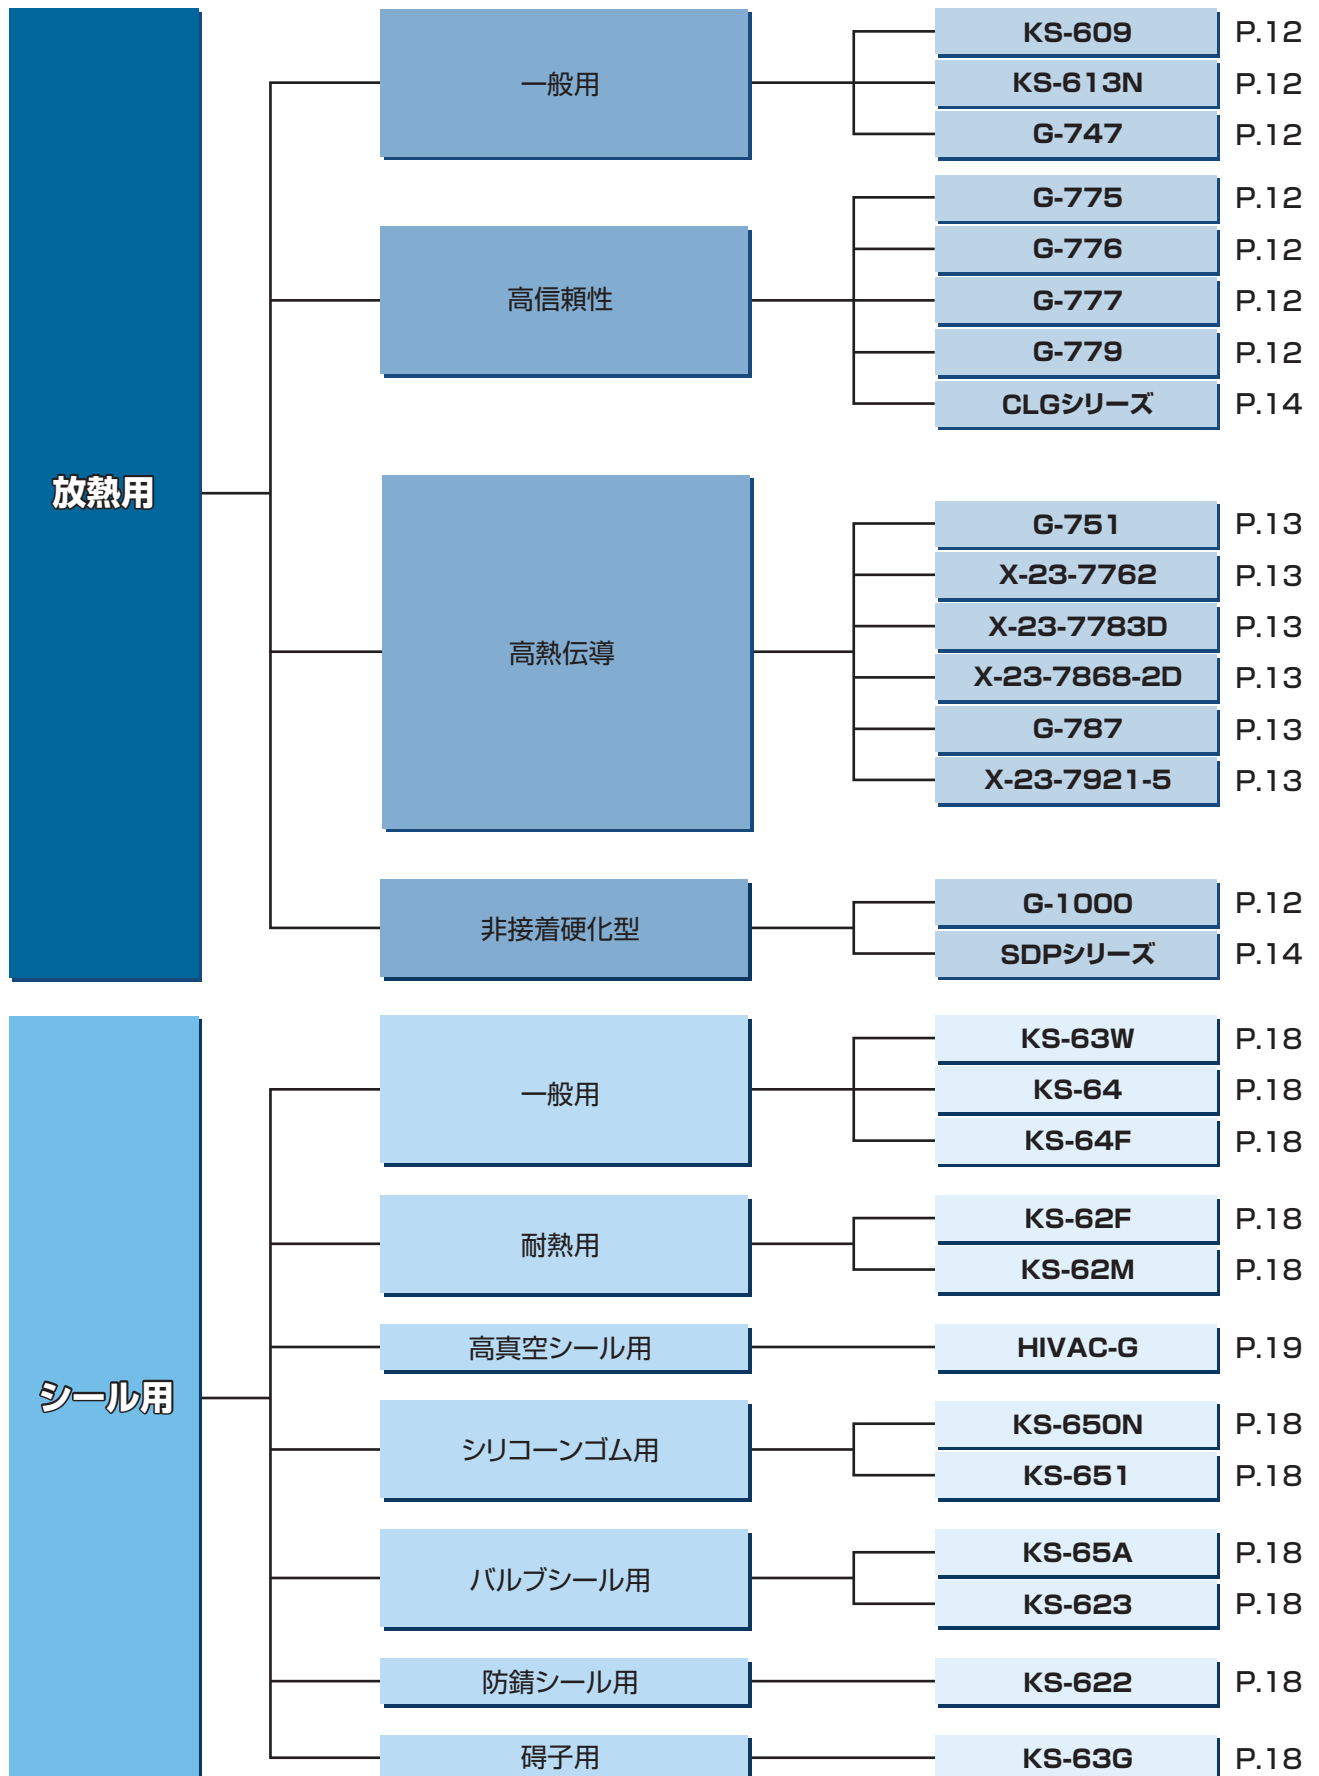 放熱用
一般用
KS-609 P.12
KS-613N P.12
G-747 P.12
高信頼性
G-775 P.12
G-776 P.12
G-777 P.12
G-779 P.12
CLGシリーズ P.14
高熱伝導
G-751 P.13
X-23-7762 P.13
X-23-7783D P.13
X-23-7868-2D P.13
G-787 P.13
X-23-7921-5 P.13
非接着硬化型
G-1000 P.12
SDPシリーズ P.14
シール用
一般用
KS-63W P.18
KS-64 P.18
KS-64F P.18
耐熱用
KS-62F P.18
KS-62M P.18
高真空シール用
HIVAC-G P.19
シリコーンゴム用
KS-650N P.18
KS-651 P.18
バルブシール用
KS-65A P.18
KS-623 P.18
防錆シール用
KS-622 P.18
碍子用
KS-63G P.18